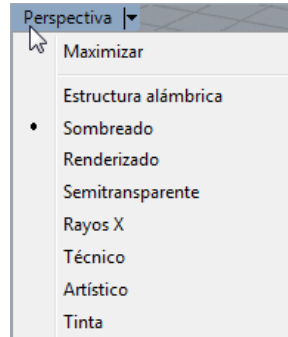 Perspectiva
Maximizar
Estructura alámbrica
Sombreado
Renderizado
Semitransparente
Rayos X
Técnico
Artístico
Tinta